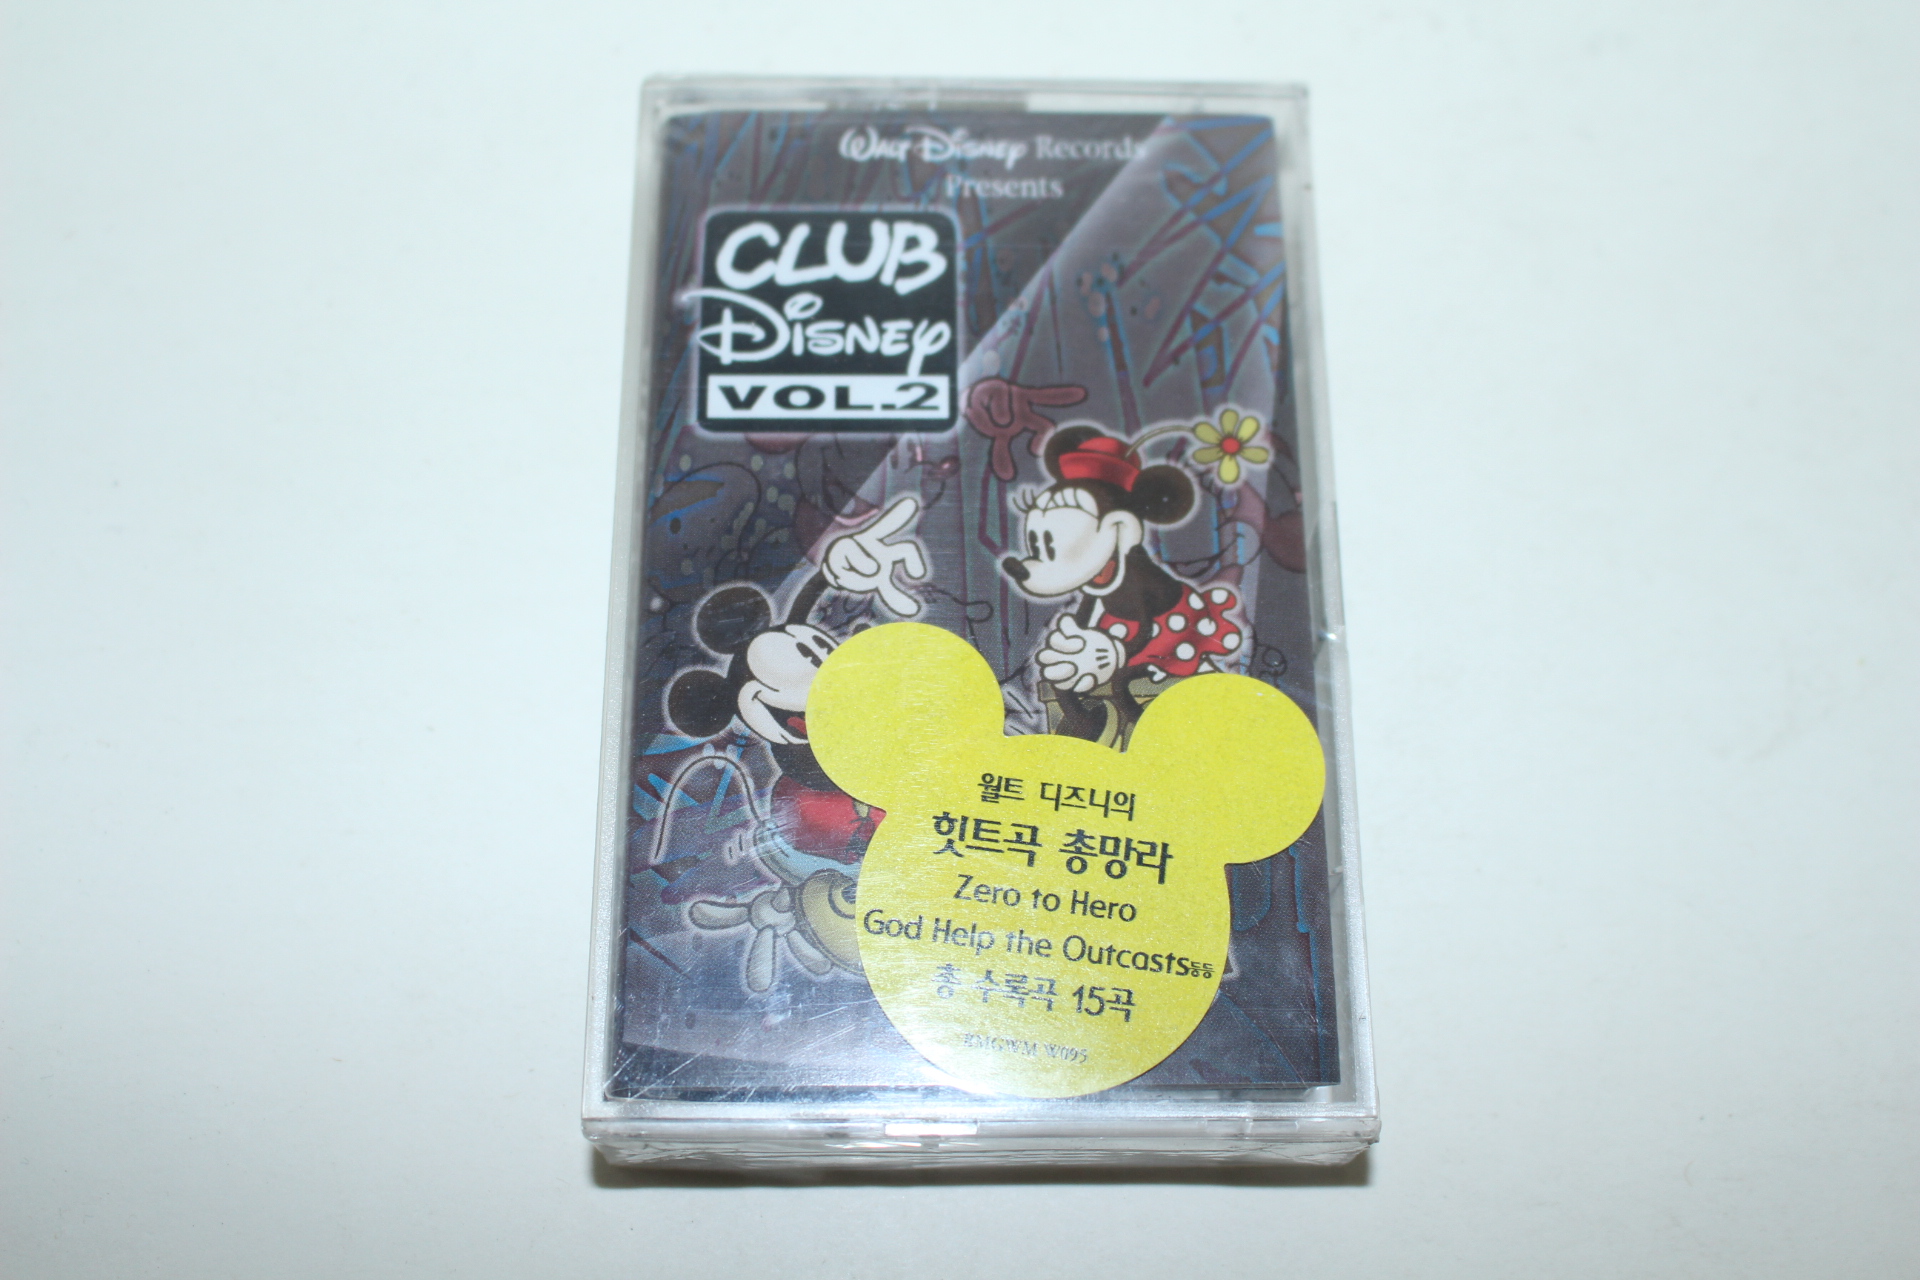 Walt Disney Records
Presents
CLUB
Disney
VOL.2
월트 디즈니의
힛트곡 총망라
Zero to Hero
God Help the Outcasts등등
총 수록곡 15곡
BMGWM W095